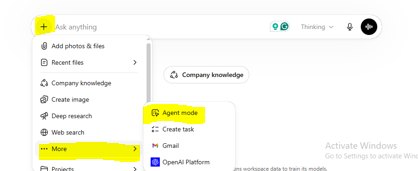 + Ask anything
Thinking
Add photos & files
Recent files
Company knowledge
Create image
Deep research
Web search
More
Projects
Company knowledge
Agent mode
Create task
Gmail
OpenAI Platform
uns workspace data to train its models.
Activate Windows
Go to Settings to activate Win